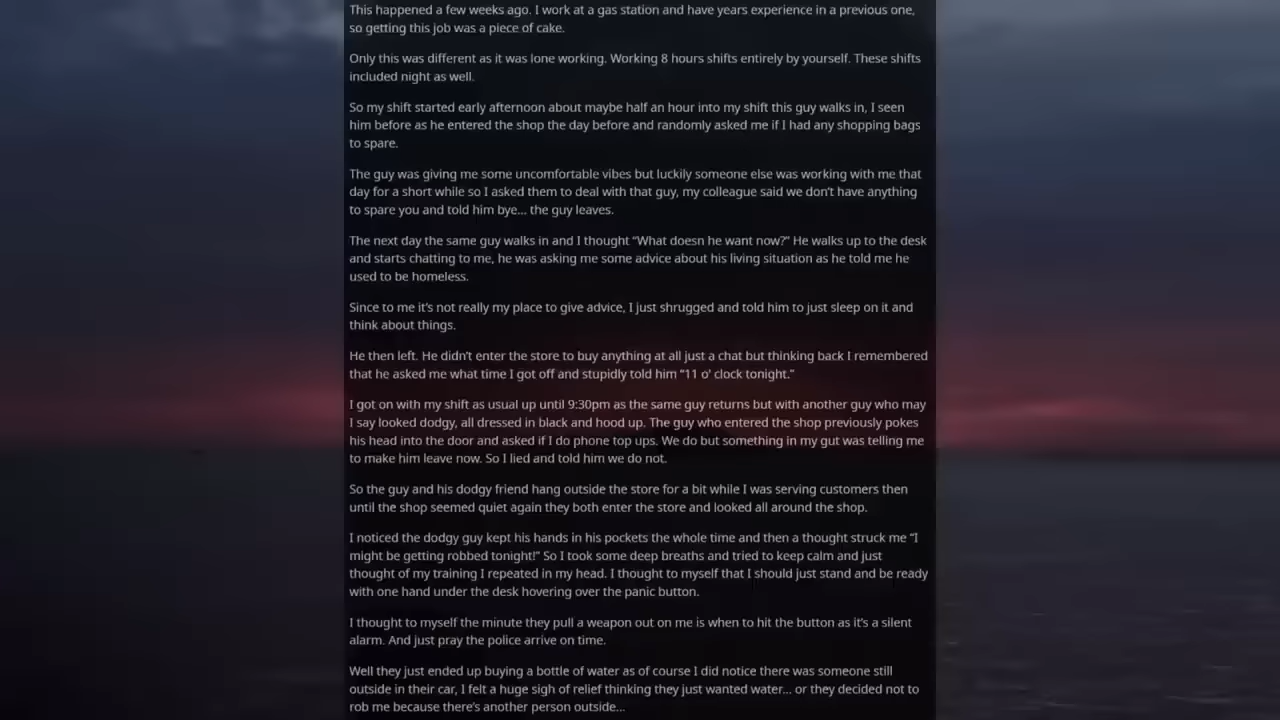 This happened a few weeks ago. I work at a gas station and have years experience in a previous one,
so getting this job was a piece of cake.
Only this was different as it was lone working. Working 8 hours shifts entirely by yourself. These shifts
included night as well.
So my shift started early afternoon about maybe half an hour into my shift this guy walks in, I seen
him before as he entered the shop the day before and randomly asked me if I had any shopping bags
to spare.
The guy was giving me some uncomfortable vibes but luckily someone else was working with me that
day for a short while so I asked them to deal with that guy, my colleague said we don't have anything
to spare you and told him bye... the guy leaves.
The next day the same guy walks in and I thought “What doesn he want now?” He walks up to the desk
and starts chatting to me, he was asking me some advice about his living situation as he told me he
used to be homeless.
Since to me it's not really my place to give advice, I just shrugged and told him to just sleep on it and
think about things.
He then left. He didn't enter the store to buy anything at all just a chat but thinking back I remembered
that he asked me what time I got off and stupidly told him “11 o' clock tonight.”
I got on with my shift as usual up until 9:30pm as the same guy returns but with another guy who may
I say looked dodgy, all dressed in black and hood up. The guy who entered the shop previously pokes
his head into the door and asked if I do phone top ups. We do but something in my gut was telling me
to make him leave now. So I lied and told him we do not.
So the guy and his dodgy friend hang outside the store for a bit while I was serving customers then
until the shop seemed quiet again they both enter the store and looked all around the shop.
I noticed the dodgy guy kept his hands in his pockets the whole time and then a thought struck me “I
might be getting robbed tonight!” So I took some deep breaths and tried to keep calm and just
thought of my training I repeated in my head. I thought to myself that I should just stand and be ready
with one hand under the desk hovering over the panic button.
I thought to myself the minute they pull a weapon out on me is when to hit the button as it's a silent
alarm. And just pray the police arrive on time.
Well they just ended up buying a bottle of water as of course I did notice there was someone still
outside in their car, I felt a huge sigh of relief thinking they just wanted water... or they decided not to
rob me because there's another person outside...